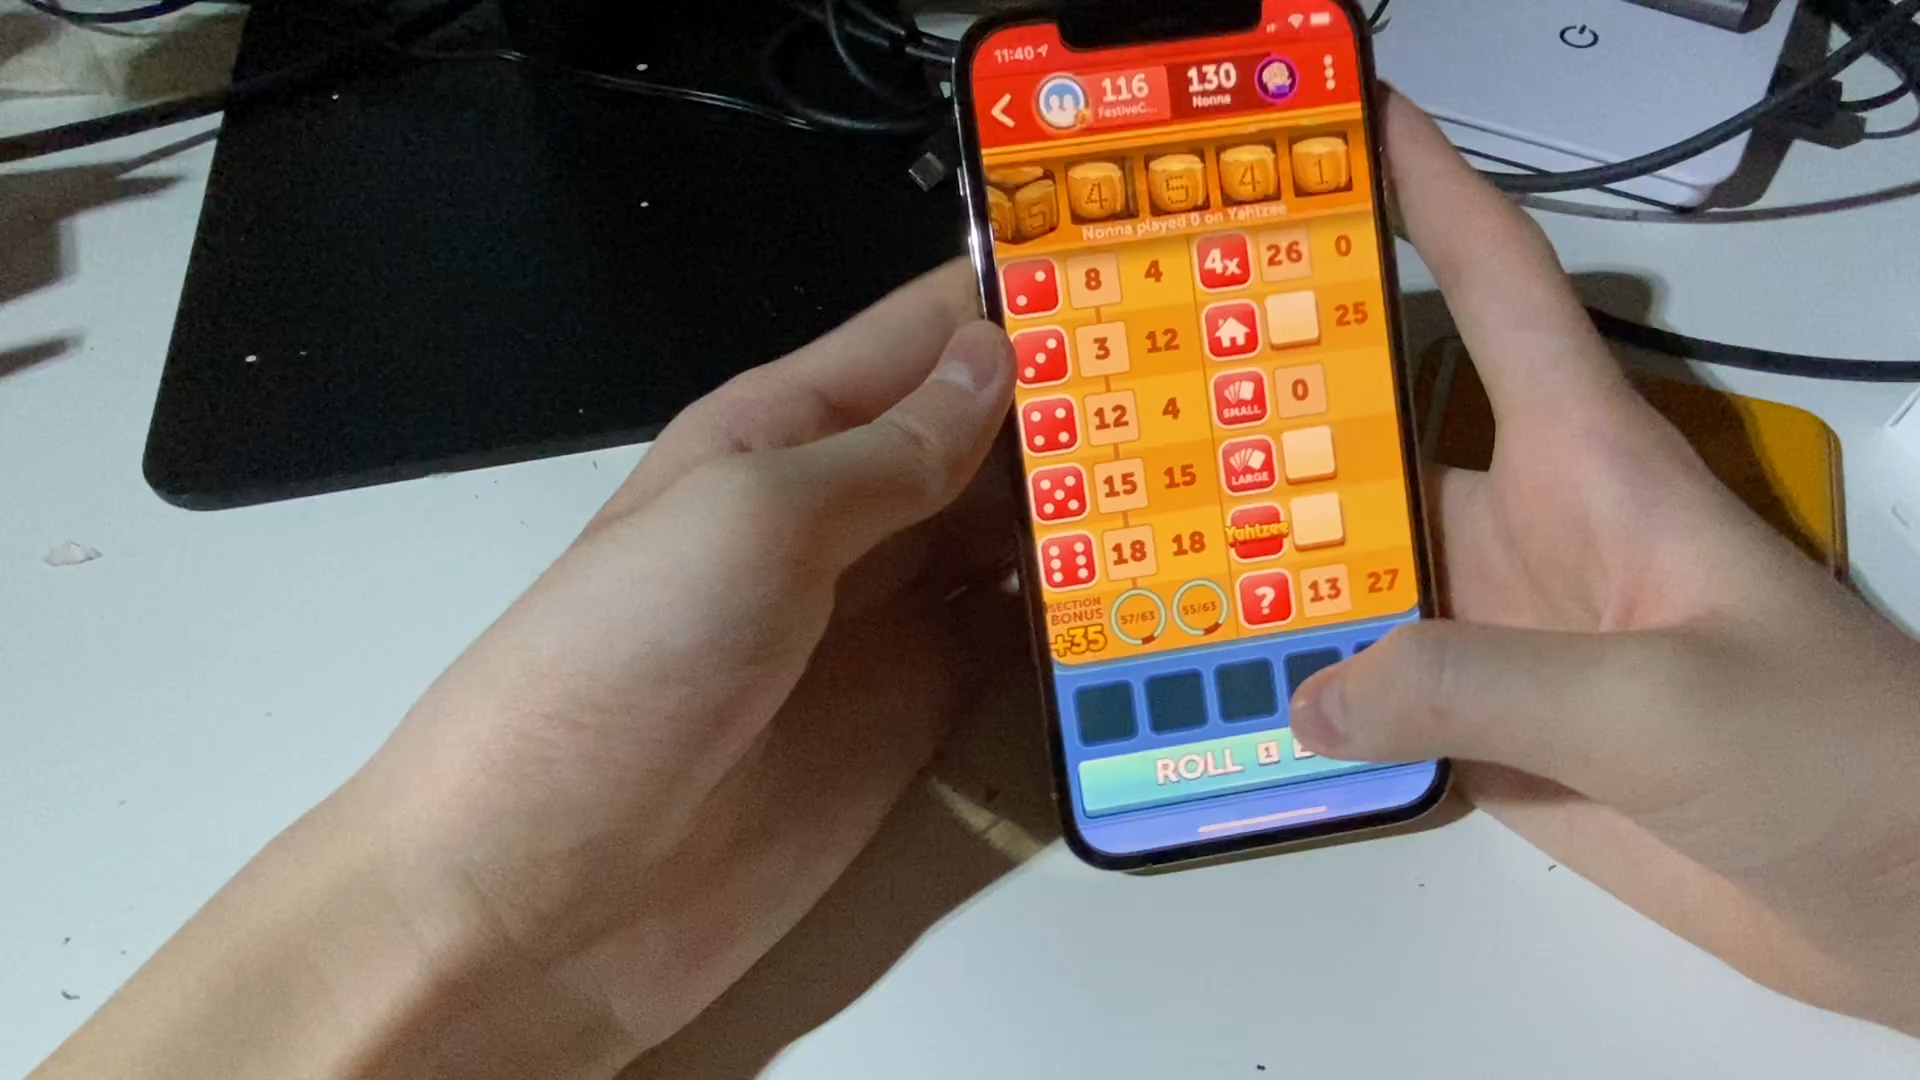 11:40
116 130
FestiveC... Nonna
5 4 5 4 1
Nonna played 0 on Yahtzee
8 4 4x 26 0
3 12 25
12 4 SMALL 0
15 15 LARGE
18 18 Yahtzee
SECTION
BONUS
+35
57/63 55/63 ? 13 27
ROLL 1